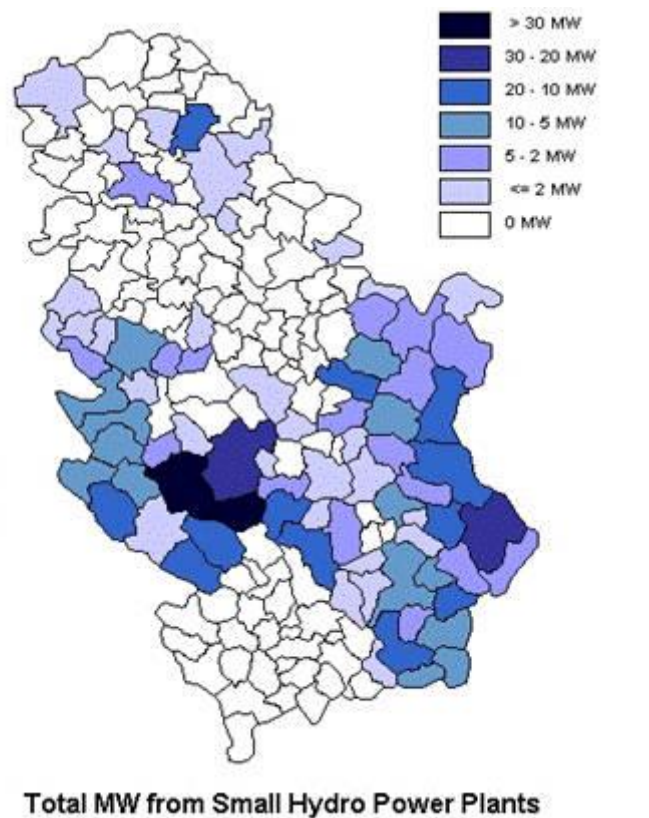 > 30 MW
30 - 20 MW
20 - 10 MW
10 - 5 MW
5 - 2 MW
<= 2 MW
0 MW
Total MW from Small Hydro Power Plants